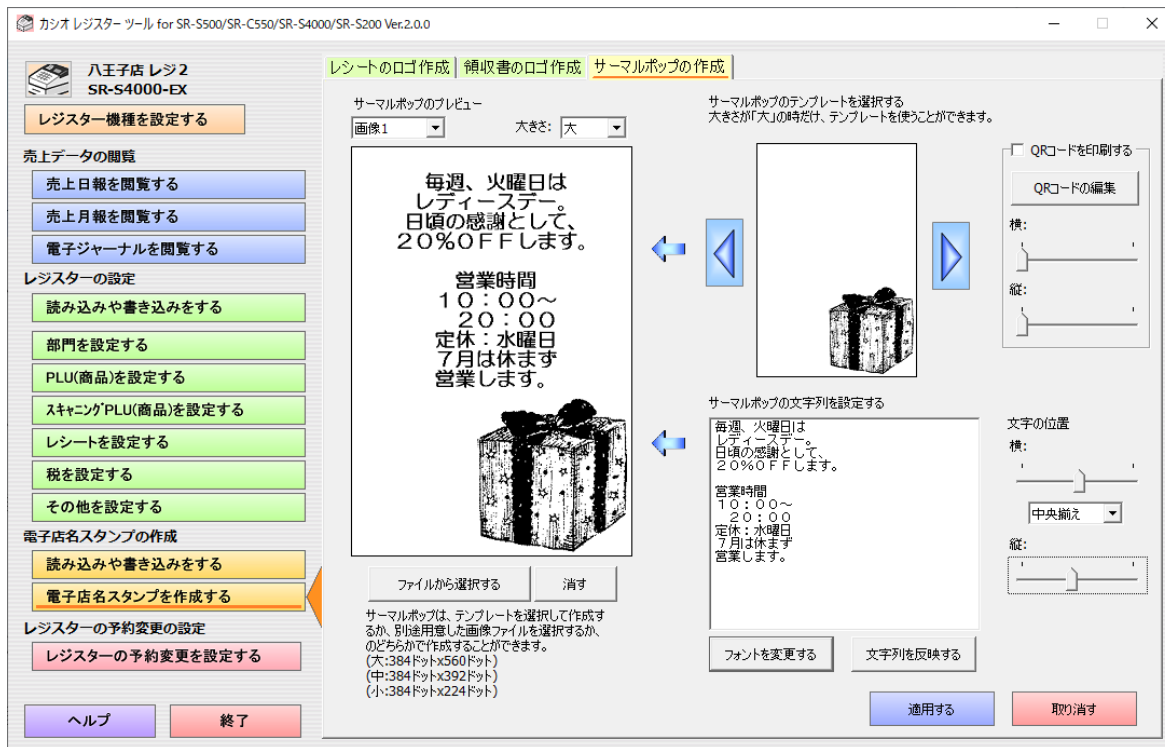 カシオ レジスター ツール for SR-S500/SR-C550/SR-S4000/SR-S200 Ver.2.0.0
八王子店 レジ2
SR-S4000-EX
レジスター機種を設定する
売上データの閲覧
売上日報を閲覧する
売上月報を閲覧する
電子ジャーナルを閲覧する
レジスターの設定
読み込みや書き込みをする
部門を設定する
PLU(商品)を設定する
スキャニングPLU(商品)を設定する
レシートを設定する
税を設定する
その他を設定する
電子店名スタンプの作成
読み込みや書き込みをする
電子店名スタンプを作成する
レジスターの予約変更の設定
レジスターの予約変更を設定する
ヘルプ
終了
レシートのロゴ作成
領収書のロゴ作成
サーマルポップの作成
サーマルポップのプレビュー
画像1
大きさ:
大
毎週、火曜日は
レディースデー。
日頃の感謝として、
20%OFFします。
営業時間
10:00～
20:00
定休:水曜日
7月は休まず
営業します。
ファイルから選択する
消す
サーマルポップは、テンプレートを選択して作成す
るか、別途用意した画像ファイルを選択するか、
のどちらかで作成することができます。
(大:384ドットx560ドット)
(中:384ドットx392ドット)
(小:384ドットx224ドット)
サーマルポップのテンプレートを選択する
大きさが「大」の時だけ、テンプレートを使うことができます。
QRコードを印刷する
QRコードの編集
横:
縦:
サーマルポップの文字列を設定する
毎週、火曜日は
レディースデー。
日頃の感謝として、
20%OFFします。
営業時間
10:00～
20:00
定休:水曜日
7月は休まず
営業します。
文字の位置
横:
中央揃え
縦:
フォントを変更する
文字列を反映する
適用する
取り消す